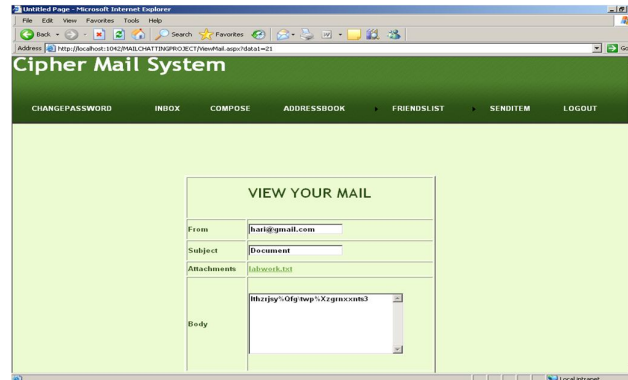 Untitled Page - Microsoft Internet Explorer
File Edit View Favorites Tools Help
Back Search Favorites
Address http://localhost:1042/MAILCHATTINGPROJECT/ViewMail.aspx?data1=21 Go
Cipher Mail System
CHANGEPASSWORD INBOX COMPOSE ADDRESSBOOK FRIENDSLIST SENDITEM LOGOUT
VIEW YOUR MAIL
From hari@gmail.com
Subject Document
Attachments labwork.txt
Body Ithzrjsy%Qfg\twp%Xzgrnxxnts3
Local intranet